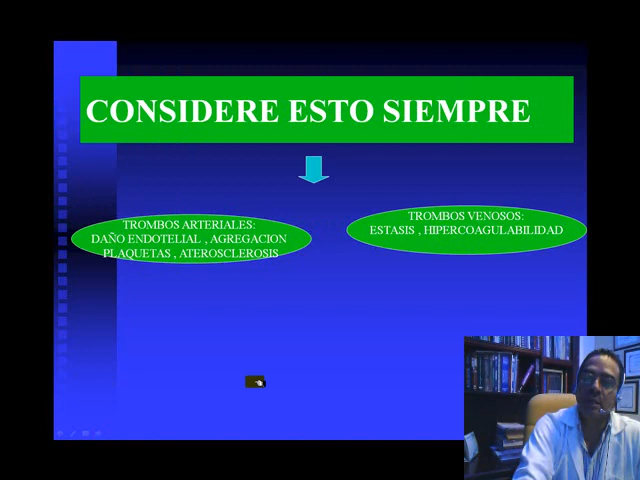 CONSIDERE ESTO SIEMPRE
TROMBOS ARTERIALES:
DAÑO ENDOTELIAL , AGREGACION
PLAQUETAS , ATEROSCLEROSIS
TROMBOS VENOSOS:
ESTASIS , HIPERCOAGULABILIDAD